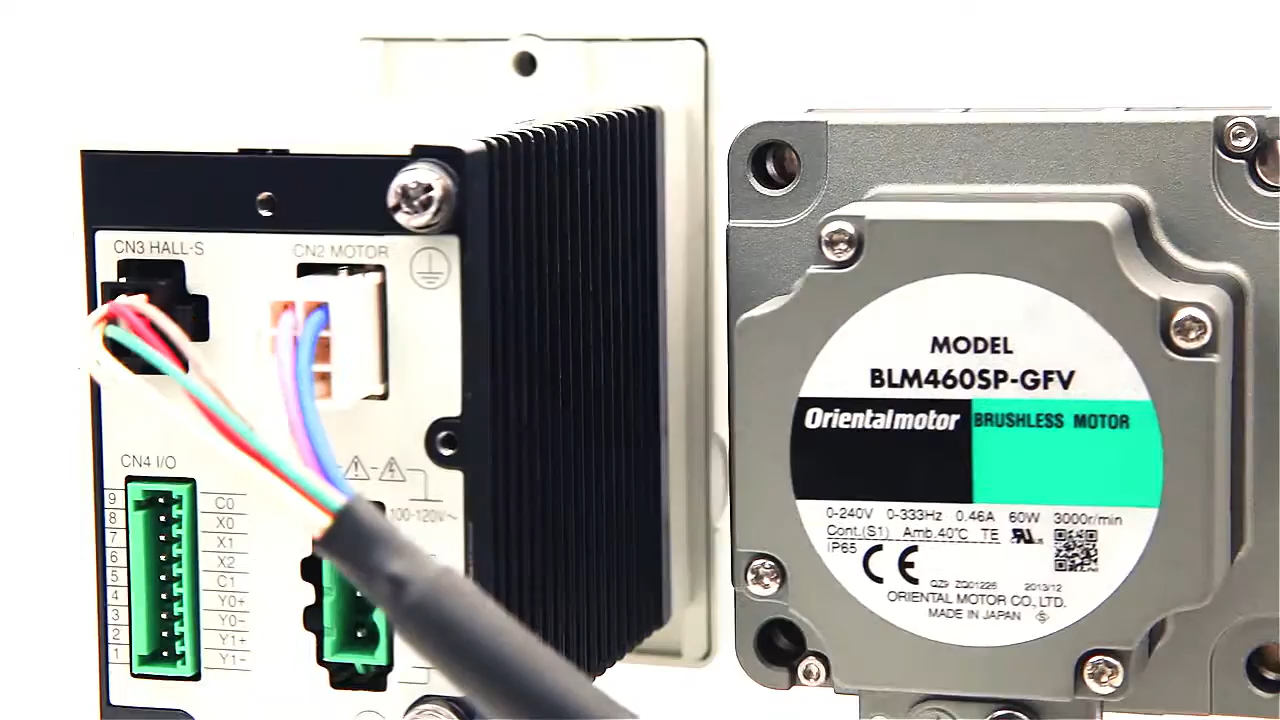 CN3 HALL-S
CN2 MOTOR
CN4 I/O
9 C0
8 X0
7 X1
6 X2
5 C1
4 Y0+
3 Y0−
2 Y1+
1 Y1−
100-120V~
MODEL
BLM460SP-GFV
Orientalmotor
BRUSHLESS MOTOR
0-240V 0-333Hz 0.46A 60W 3000r/min
Cont.(S1) Amb.40℃ TE
IP65 CE
QZ9 ZQ01226 2013/12
ORIENTAL MOTOR CO., LTD.
MADE IN JAPAN